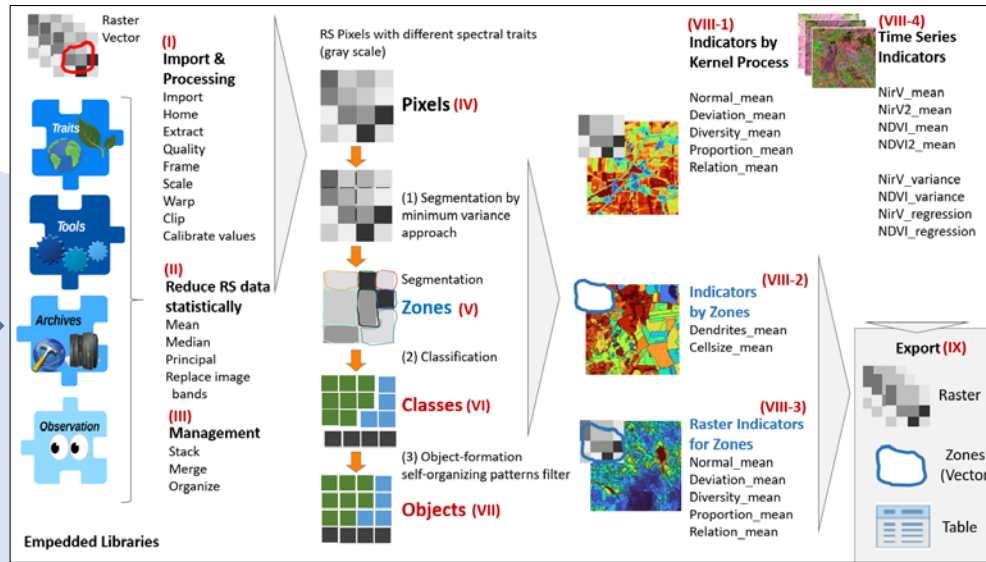 Raster
Vector
Traits
Tools
Archives
Observation
Empedded Libraries
(I)
Import &
Processing
Import
Home
Extract
Quality
Frame
Scale
Warp
Clip
Calibrate values
(II)
Reduce RS data
statistically
Mean
Median
Principal
Replace image
bands
(III)
Management
Stack
Merge
Organize
RS Pixels with different spectral traits
(gray scale)
Pixels (IV)
(1) Segmentation by
minimum variance
approach
Segmentation
Zones (V)
(2) Classification
Classes (VI)
(3) Object-formation
self-organizing patterns filter
Objects (VII)
(VIII-1)
Indicators by
Kernel Process
Normal_mean
Deviation_mean
Diversity_mean
Proportion_mean
Relation_mean
(VIII-4)
Time Series
Indicators
NirV_mean
NirV2_mean
NDVI_mean
NDVI2_mean
NirV_variance
NDVI_variance
NirV_regression
NDVI_regression
(VIII-2)
Indicators
by Zones
Dendrites_mean
Cellsize_mean
(VIII-3)
Raster Indicators
for Zones
Normal_mean
Deviation_mean
Diversity_mean
Proportion_mean
Relation_mean
Export (IX)
Raster
Zones
(Vector)
Table